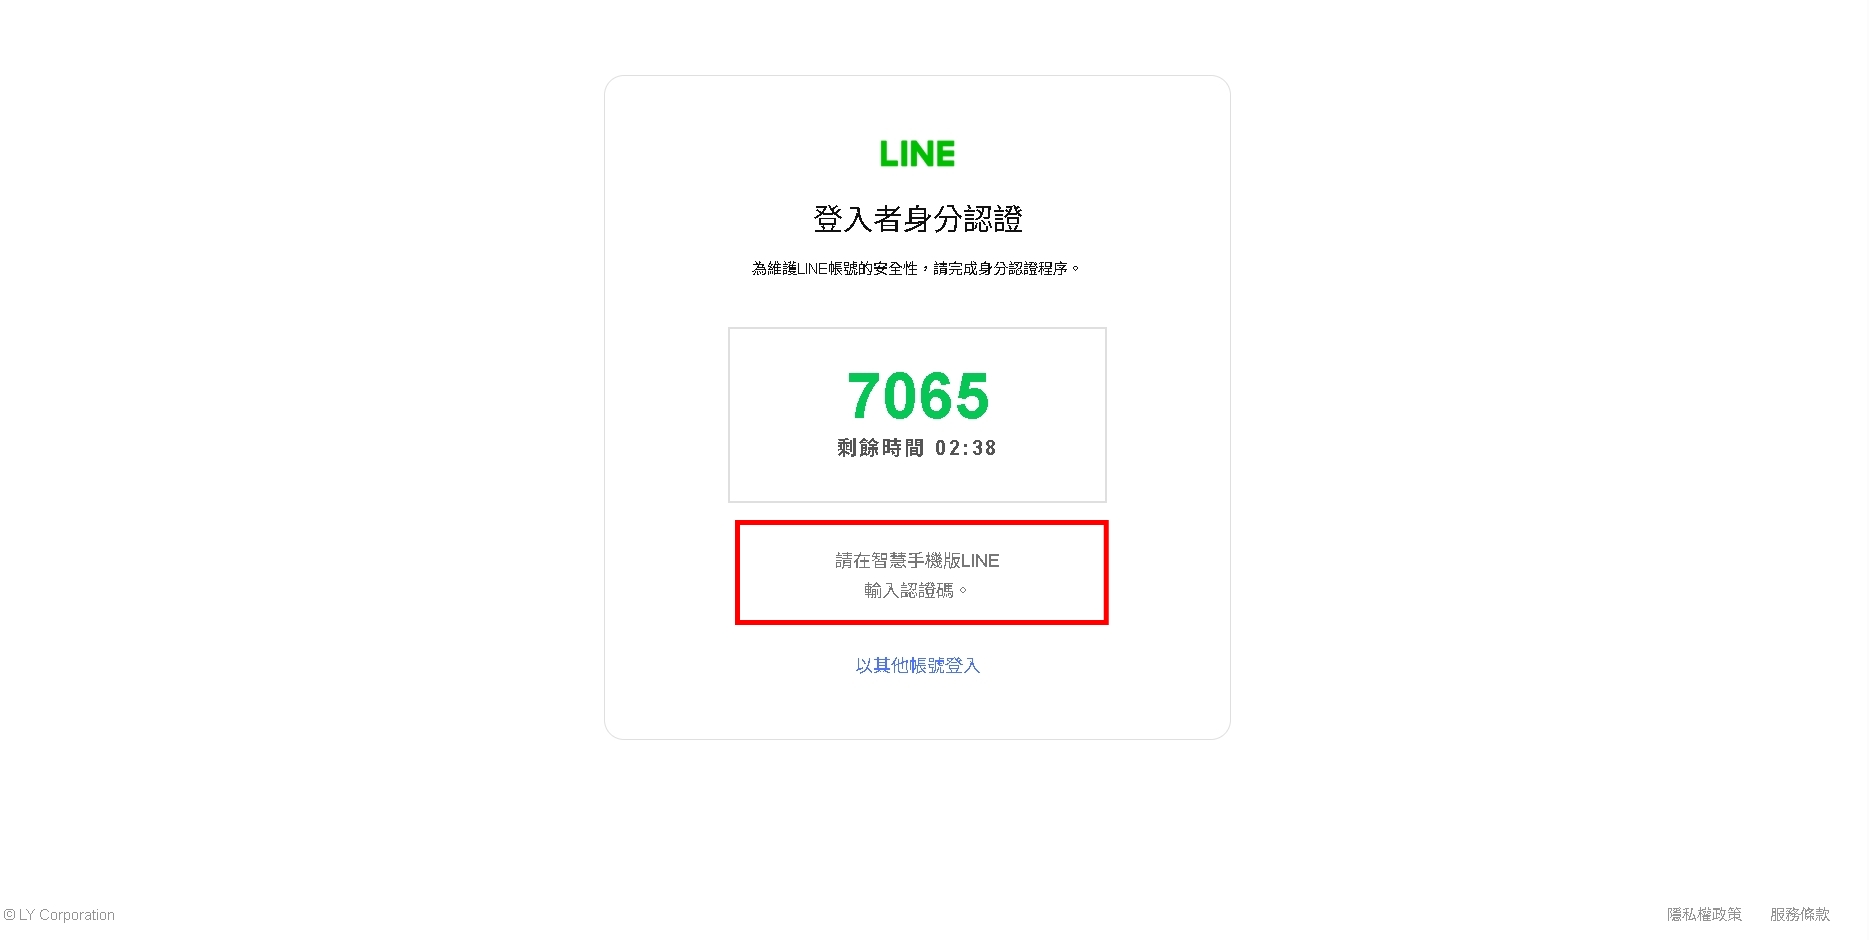 LINE
登入者身分認證
為維護LINE帳號的安全性，請完成身分認證程序。
7065
剩餘時間 02:38
請在智慧手機版LINE
輸入認證碼。
以其他帳號登入
© LY Corporation
隱私權政策 服務條款